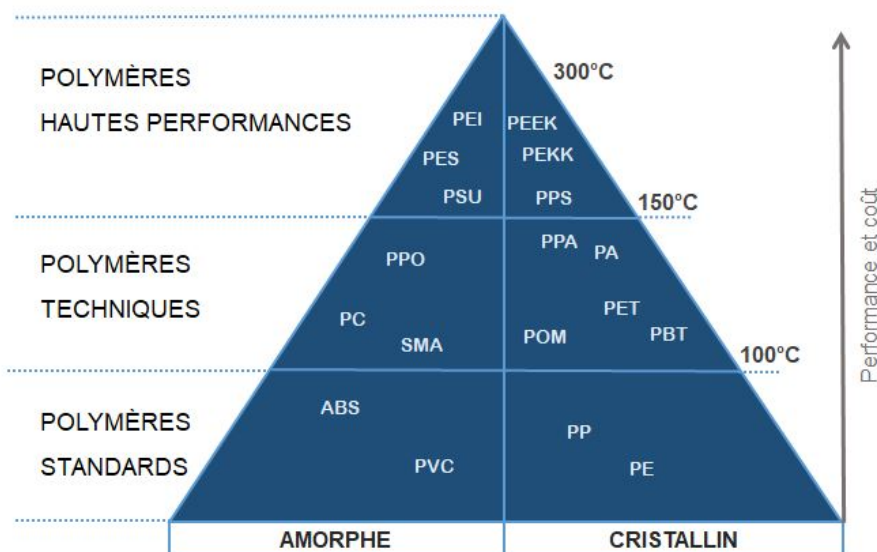 POLYMÈRES
HAUTES PERFORMANCES
300°C
PEI
PEEK
PES
PEKK
PSU
PPS
150°C
POLYMÈRES
TECHNIQUES
PPO
PPA
PA
PC
SMA
POM
PET
PBT
100°C
POLYMÈRES
STANDARDS
ABS
PVC
PP
PE
AMORPHE
CRISTALLIN
Performance et coût